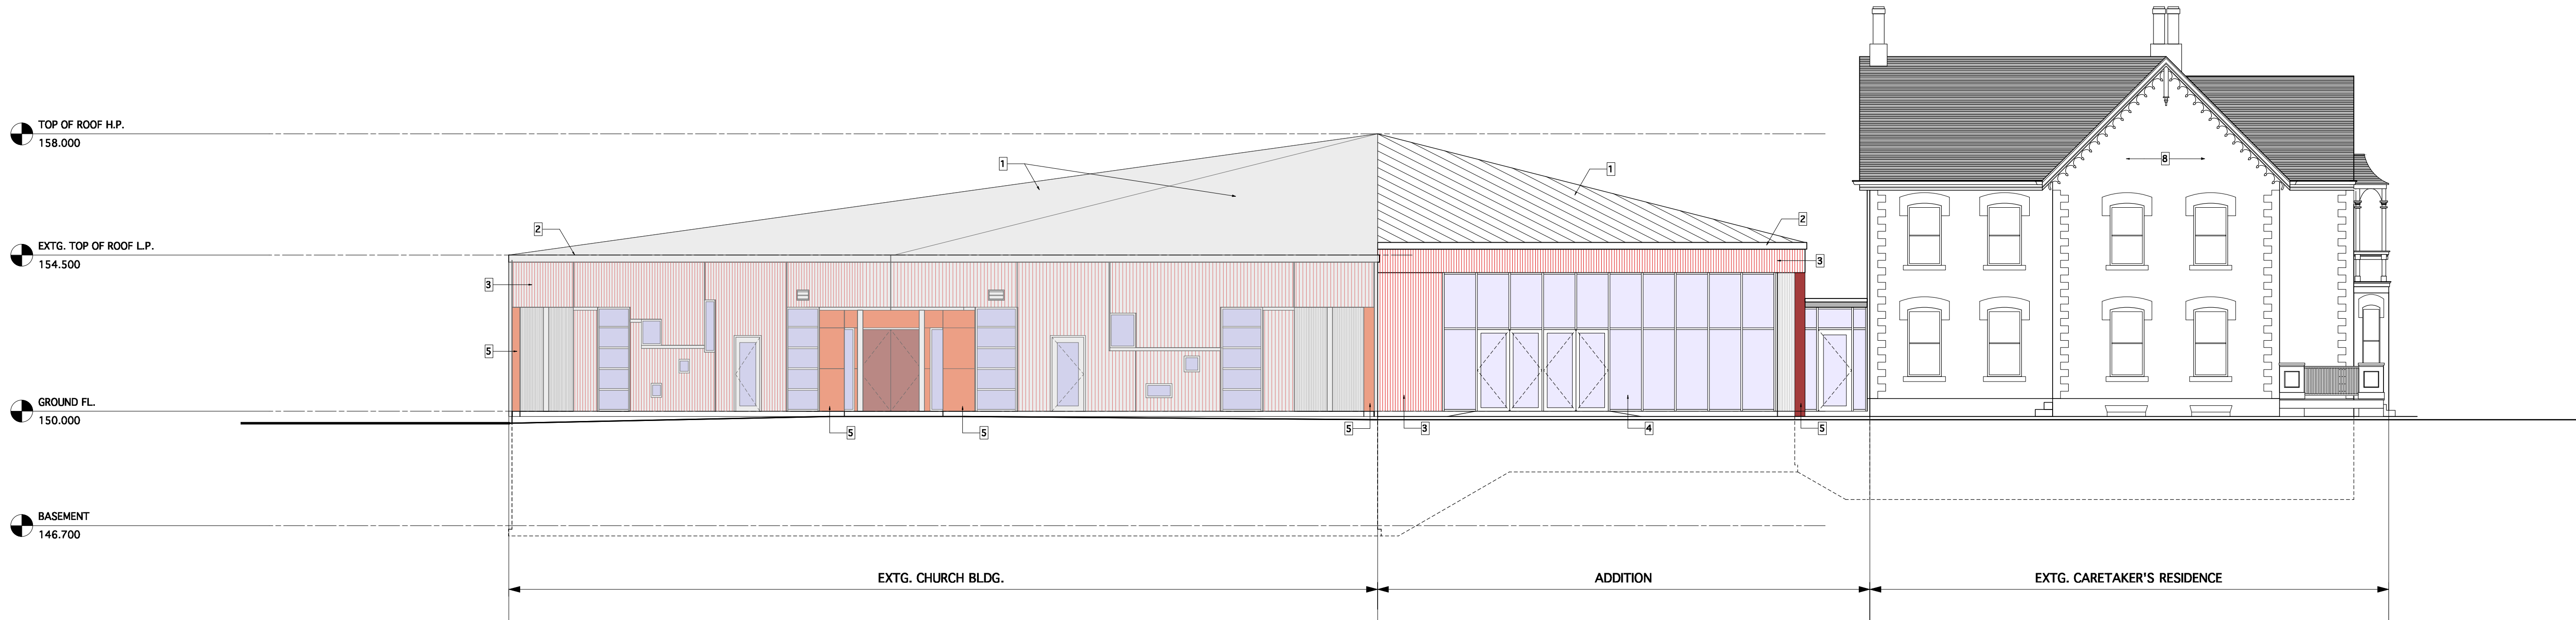 TOP OF ROOF H.P.
158.000
1
1
8
2
2
EXTG. TOP OF ROOF L.P.
154.500
3
3
5
GROUND FL.
150.000
5
5
5
3
4
5
BASEMENT
146.700
EXTG. CHURCH BLDG.
ADDITION
EXTG. CARETAKER'S RESIDENCE